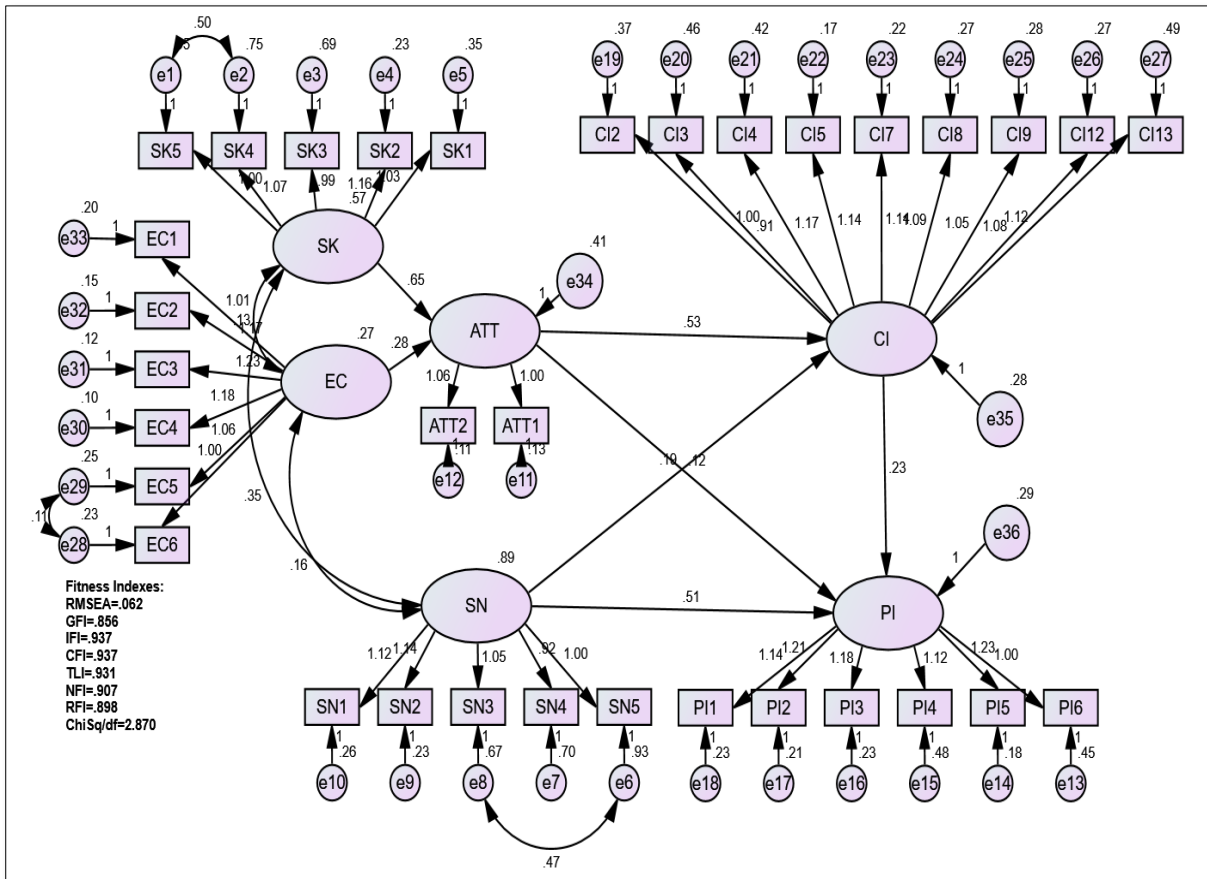 .50
.75
.69
.23
.35
e1
e2
e3
e4
e5
1
1
1
1
1
SK5
SK4
SK3
SK2
SK1
1.00
1.07
.99
1.16
1.03
.57
SK
.37
.46
.42
.17
.22
.27
.28
.27
.49
e19
e20
e21
e22
e23
e24
e25
e26
e27
1
1
1
1
1
1
1
1
1
CI2
CI3
CI4
CI5
CI7
CI8
CI9
CI12
CI13
1.00
.91
1.17
1.14
1.14
1.09
1.05
1.08
1.12
CI
.20
e33
1
EC1
.15
e32
1
EC2
.12
e31
1
EC3
.10
e30
1
EC4
.25
e29
1
EC5
.11
.23
e28
1
EC6
1.01
.13
1.17
1.23
1.18
1.06
1.00
.27
EC
.65
.28
.41
e34
1
ATT
1.06
1.00
ATT2
ATT1
1
.11
1
.13
e12
e11
.53
.19
.12
1
.28
e35
.23
.29
e36
1
.35
.16
.89
SN
.51
PI
1.12
1.14
1.05
.92
1.00
SN1
SN2
SN3
SN4
SN5
1
1
1
1
1
.26
.23
.67
.70
.93
e10
e9
e8
e7
e6
.47
1.14
1.21
1.18
1.12
1.23
1.00
PI1
PI2
PI3
PI4
PI5
PI6
1
1
1
1
1
1
.23
.21
.23
.48
.18
.45
e18
e17
e16
e15
e14
e13
Fitness Indexes:
RMSEA=.062
GFI=.856
IFI=.937
CFI=.937
TLI=.931
NFI=.907
RFI=.898
ChiSq/df=2.870